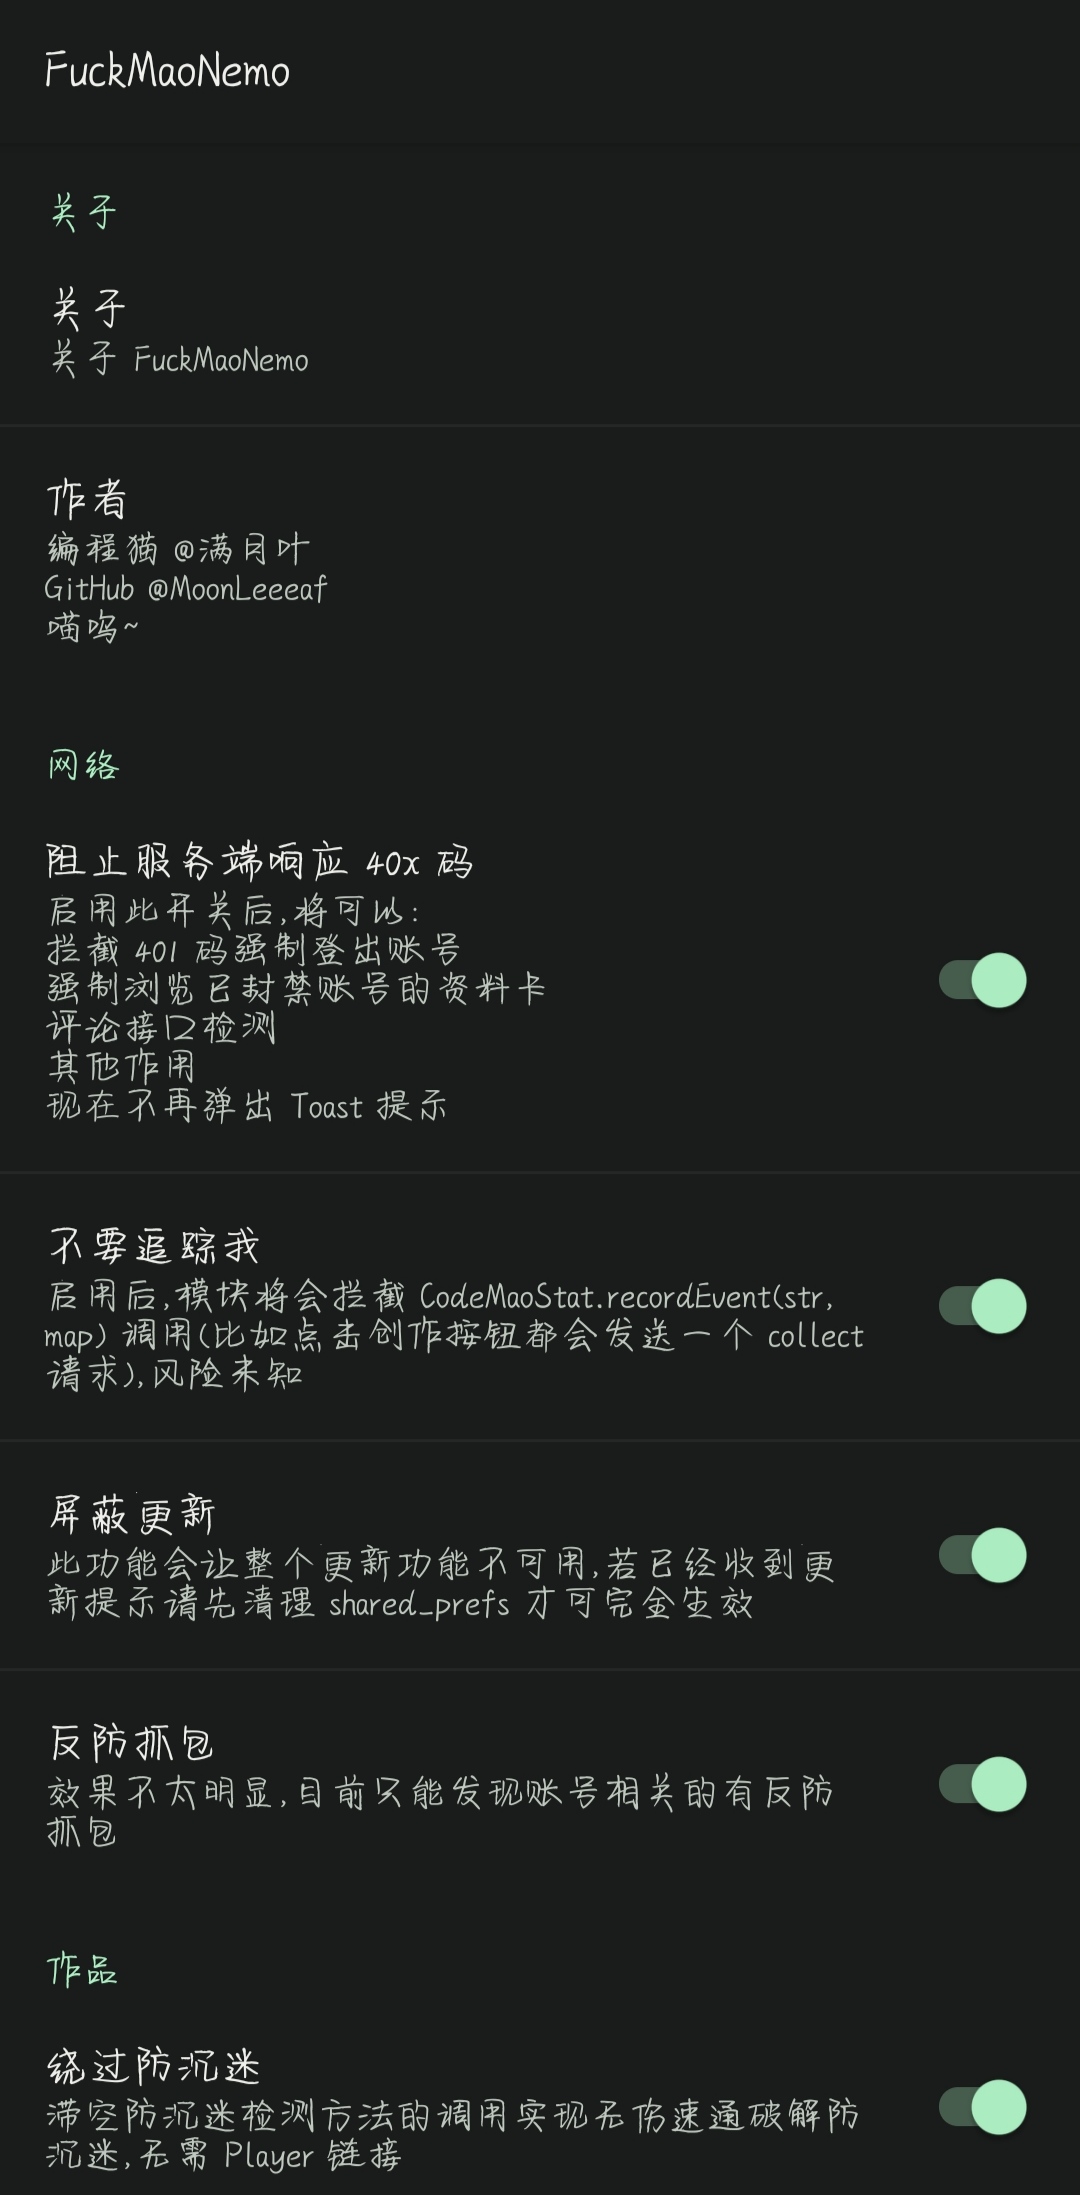 FuckMaoNemo
关于
关于
关于 FuckMaoNemo
作者
编程猫 @满月叶
GitHub @MoonLeeeaf
喵呜~
网络
阻止服务端响应 40x 码
启用此开关后,将可以:
拦截 401 码强制登出账号
强制浏览已封禁账号的资料卡
评论接口检测
其他作用
现在不再弹出 Toast 提示
不要追踪我
启用后,模块将会拦截 CodeMaoStat.recordEvent(str,
map) 调用(比如点击创作按钮都会发送一个 collect
请求),风险未知
屏蔽更新
此功能会让整个更新功能不可用,若已经收到更
新提示请先清理 shared_prefs 才可完全生效
反防抓包
效果不太明显,目前只能发现账号相关的有反防
抓包
作品
绕过防沉迷
滞空防沉迷检测方法的调用实现无伤速通破解防
沉迷,无需 Player 链接